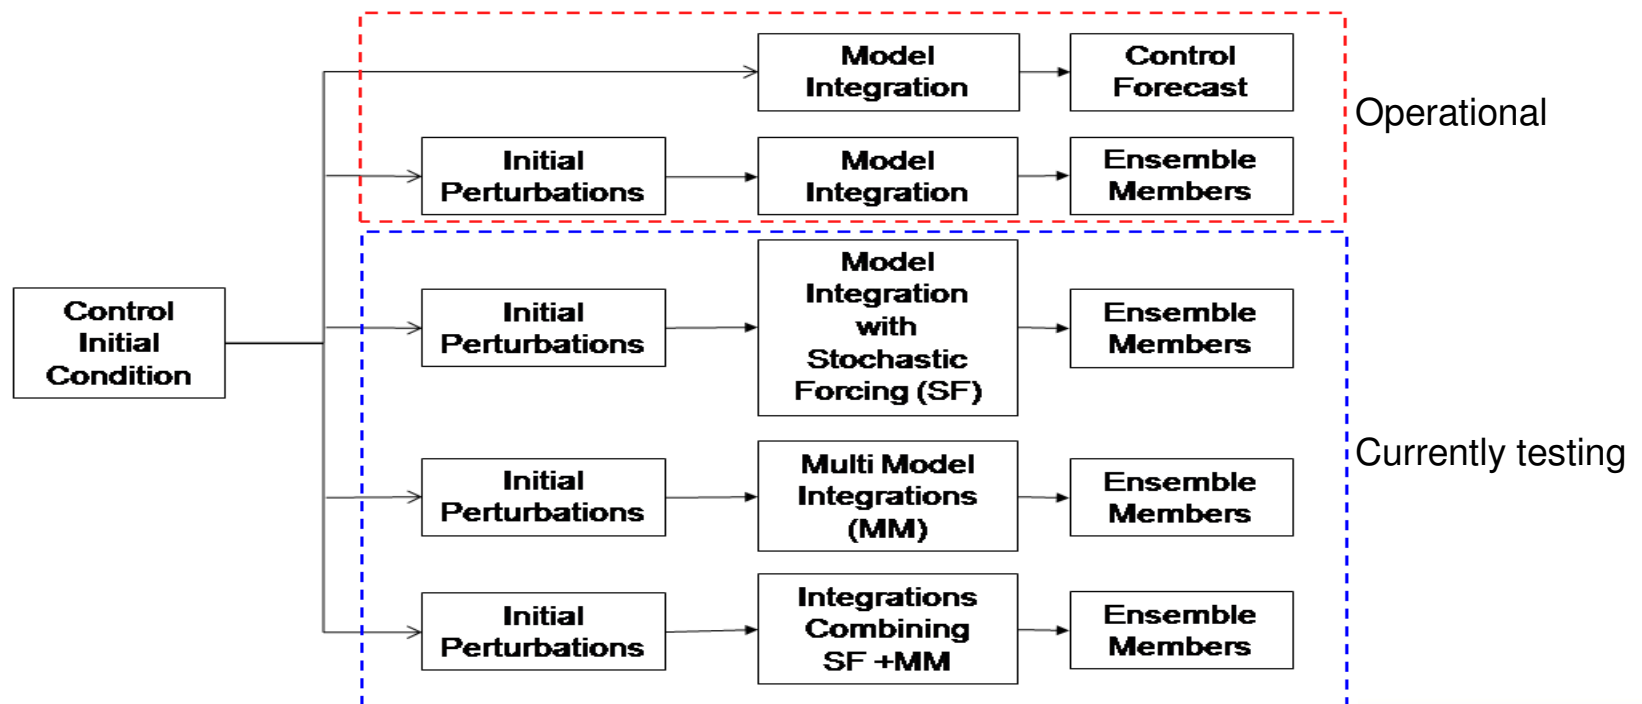 Model
Integration
Control
Forecast
Operational
Initial
Perturbations
Model
Integration
Ensemble
Members
Control
Initial
Condition
Initial
Perturbations
Model
Integration
with
Stochastic
Forcing (SF)
Ensemble
Members
Currently testing
Initial
Perturbations
Multi Model
Integrations
(MM)
Ensemble
Members
Initial
Perturbations
Integrations
Combining
SF +MM
Ensemble
Members